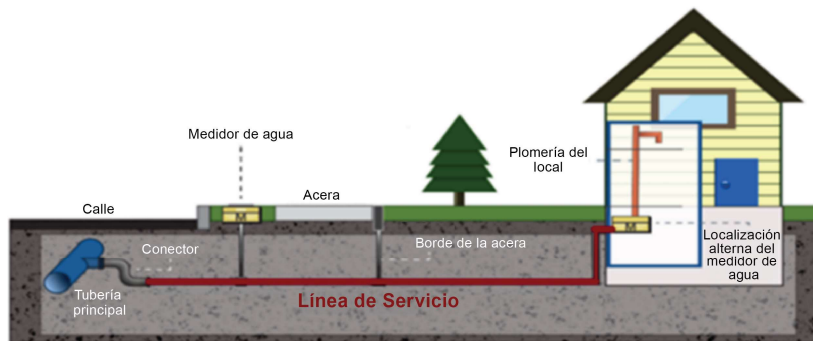 Medidor de agua
Calle
Acera
Plomería del
local
M
M
Conector
Borde de la acera
Localización
alterna del
medidor de
agua
Tubería
principal
Línea de Servicio